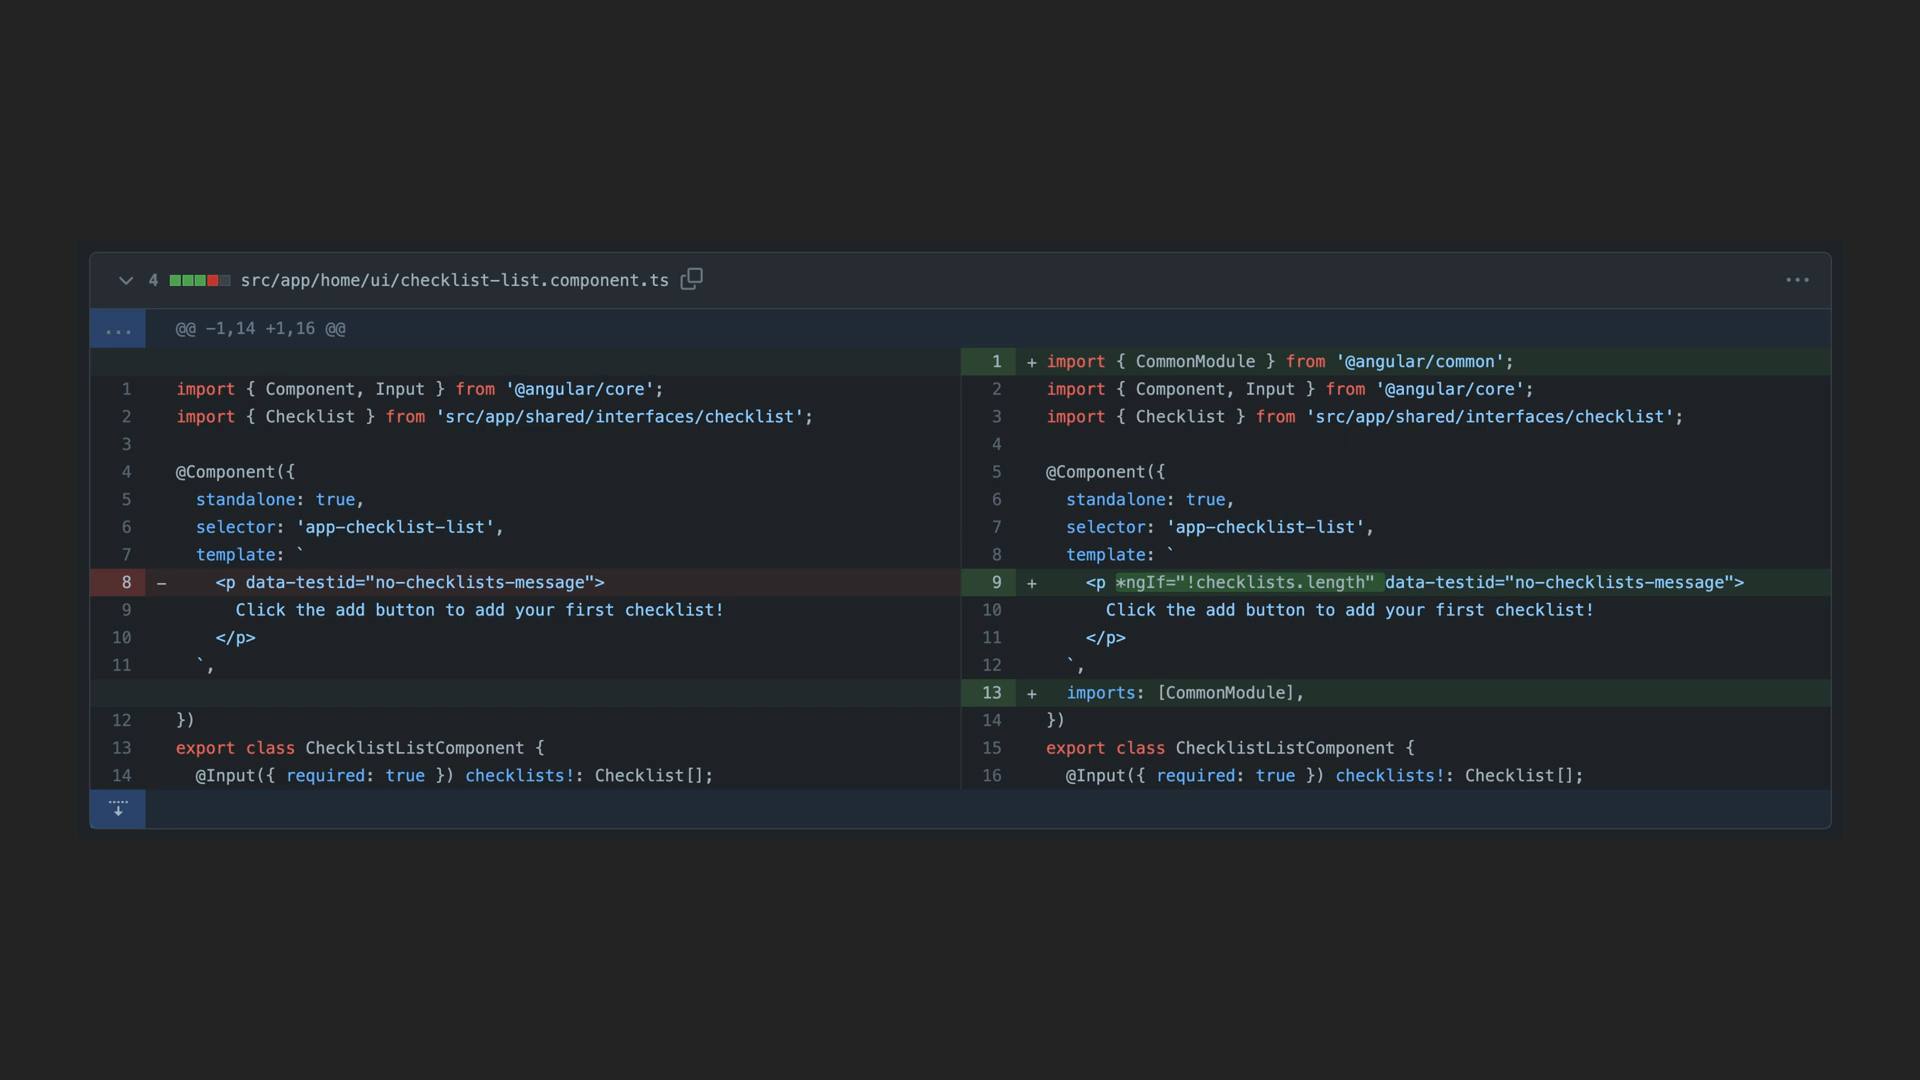 4 src/app/home/ui/checklist-list.component.ts
... @@ -1,14 +1,16 @@
1 import { Component, Input } from '@angular/core';
2 import { Checklist } from 'src/app/shared/interfaces/checklist';
3
4 @Component({
5 standalone: true,
6 selector: 'app-checklist-list',
7 template: `
8 - <p data-testid="no-checklists-message">
9 Click the add button to add your first checklist!
10 </p>
11 `,
12 })
13 export class ChecklistListComponent {
14 @Input({ required: true }) checklists!: Checklist[];
1 + import { CommonModule } from '@angular/common';
2 import { Component, Input } from '@angular/core';
3 import { Checklist } from 'src/app/shared/interfaces/checklist';
4
5 @Component({
6 standalone: true,
7 selector: 'app-checklist-list',
8 template: `
9 + <p *ngIf="!checklists.length" data-testid="no-checklists-message">
10 Click the add button to add your first checklist!
11 </p>
12 `,
13 + imports: [CommonModule],
14 })
15 export class ChecklistListComponent {
16 @Input({ required: true }) checklists!: Checklist[];